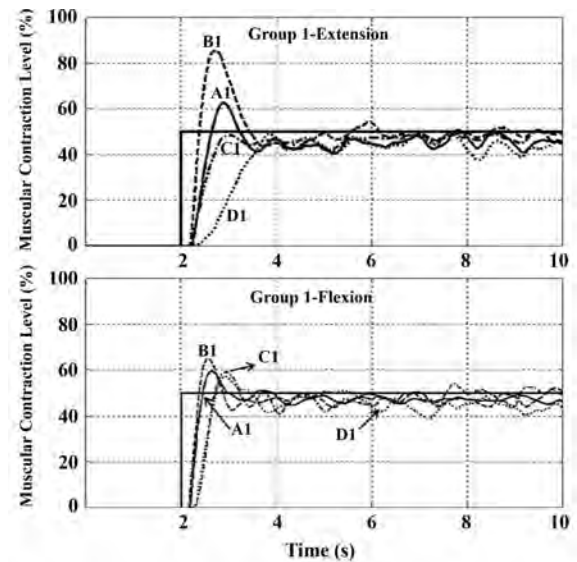 Muscular Contraction Level (%)
100
80
60
40
20
0
Group 1-Extension
B1
A1
C1
D1
2
4
6
8
10
Muscular Contraction Level (%)
100
80
60
40
20
0
Group 1-Flexion
B1
C1
A1
D1
2
4
6
8
10
Time (s)